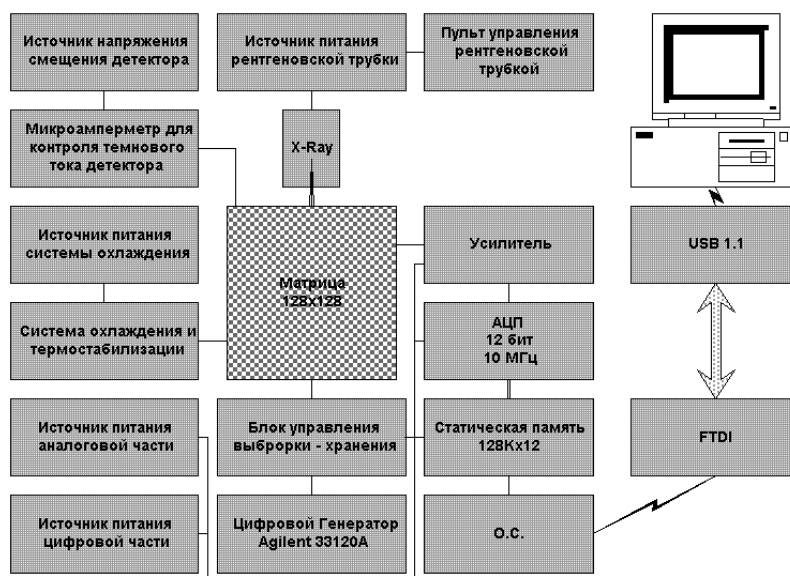 Источник напряжения
смещения детектора
Источник питания
рентгеновской трубки
Пульт управления
рентгеновской
трубкой
Микроамперметр для
контроля темнового
тока детектора
X-Ray
Источник питания
системы охлаждения
Матрица
128x128
Усилитель
USB 1.1
Система охлаждения и
термостабилизации
АЦП
12 бит
10 МГц
Источник питания
аналоговой части
Блок управления
выброрки - хранения
Статическая память
128Kx12
FTDI
Источник питания
цифровой части
Цифровой Генератор
Agilent 33120A
О.С.